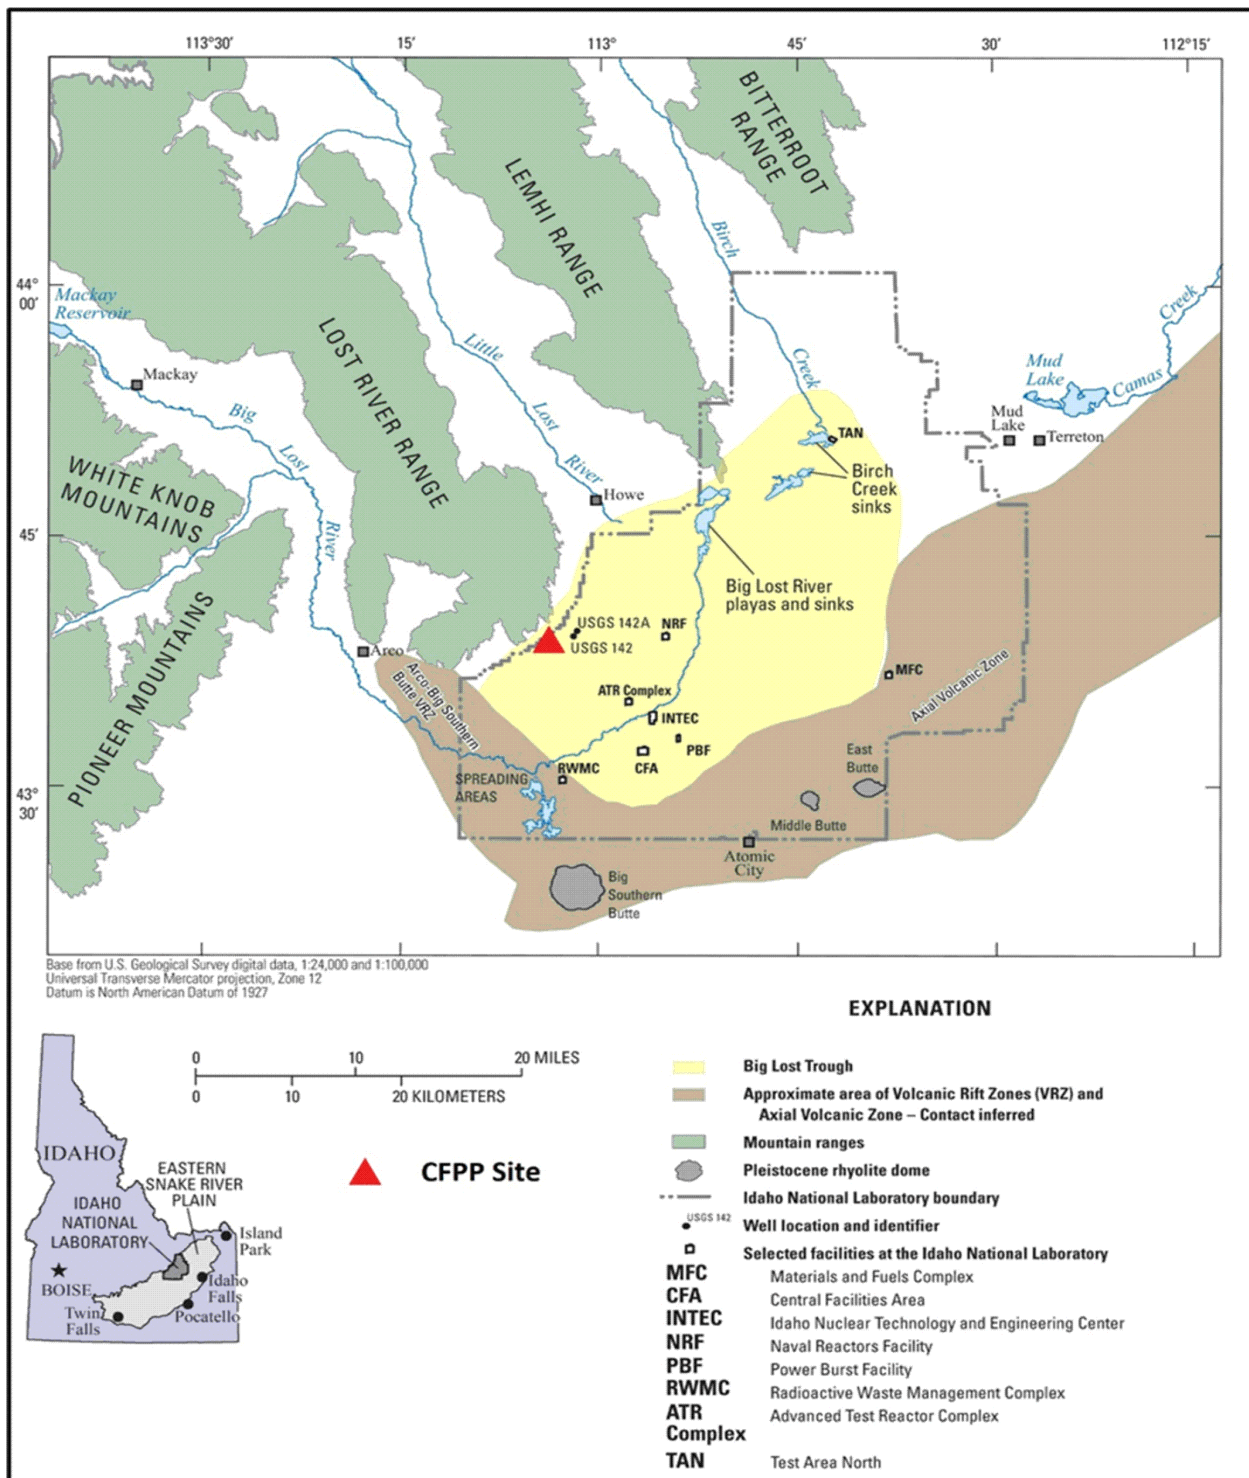 113°30'
15'
113°
45'
30'
112°15'
BITTERROOT
RANGE
LEMHI RANGE
Birch
44°
00'
Mackay
Reservoir
Creek
LOST RIVER RANGE
Little
Creek
Mud
Lake
Camas
Mackay
Big
Lost
Mud
Lake
Terreton
TAN
Lost
River
Birch
Creek
sinks
WHITE KNOB
MOUNTAINS
Howe
River
45'
Big Lost River
playas and sinks
PIONEER MOUNTAINS
USGS 142A
USGS 142
NRF
Arco
Arco-Big Southern
Butte VRZ
MFC
Axial Volcanic Zone
ATR Complex
INTEC
PBF
CFA
RWMC
East
Butte
SPREADING
AREAS
43°
30'
Middle Butte
Atomic
City
Big
Southern
Butte
Base from U.S. Geological Survey digital data, 1:24,000 and 1:100,000
Universal Transverse Mercator projection, Zone 12
Datum is North American Datum of 1927
0 10 20 MILES
0 10 20 KILOMETERS
CFPP Site
IDAHO
EASTERN
SNAKE RIVER
PLAIN
IDAHO
NATIONAL
LABORATORY
Island
Park
BOISE
Idaho
Falls
Twin
Falls
Pocatello
EXPLANATION
Big Lost Trough
Approximate area of Volcanic Rift Zones (VRZ) and
Axial Volcanic Zone – Contact inferred
Mountain ranges
Pleistocene rhyolite dome
Idaho National Laboratory boundary
USGS 142
Well location and identifier
Selected facilities at the Idaho National Laboratory
MFC Materials and Fuels Complex
CFA Central Facilities Area
INTEC Idaho Nuclear Technology and Engineering Center
NRF Naval Reactors Facility
PBF Power Burst Facility
RWMC Radioactive Waste Management Complex
ATR Advanced Test Reactor Complex
Complex
TAN Test Area North